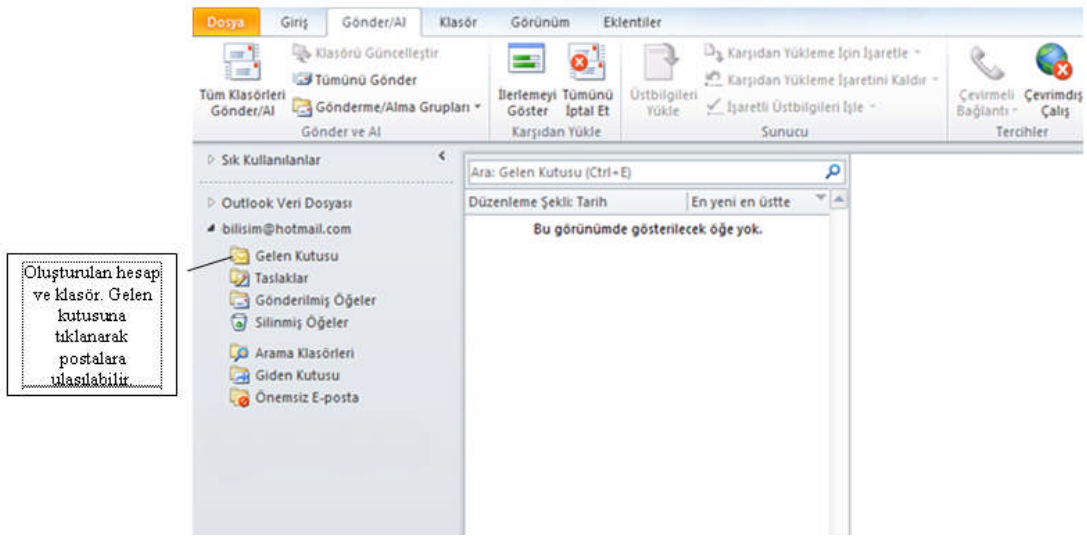 Dosya Giriş Gönder/Al Klasör Görünüm Eklentiler
Klasörü Güncelleştir
Tümünü Gönder
Gönderme/Alma Grupları
Tüm Klasörleri
Gönder/Al
Gönder ve Al
İlerlemeyi
Göster
Tümünü
İptal Et
Karşıdan Yükle
Üstbilgileri
Yükle
Karşıdan Yükleme İçin İşaretle
Karşıdan Yükleme İşaretini Kaldır
İşaretli Üstbilgileri İşle
Sunucu
Çevirmeli
Bağlantı
Çevrimdış
Çalış
Tercihler
Sık Kullanılanlar
Outlook Veri Dosyası
bilisim@hotmail.com
Gelen Kutusu
Taslaklar
Gönderilmiş Öğeler
Silinmiş Öğeler
Arama Klasörleri
Giden Kutusu
Önemsiz E-posta
Ara: Gelen Kutusu (Ctrl+E)
Düzenleme Şekli: Tarih En yeni en üstte
Bu görünümde gösterilecek öğe yok.
Oluşturulan hesap
ve klasör. Gelen
kutusuna
tıklanarak
postalara
ulaşılabilir.